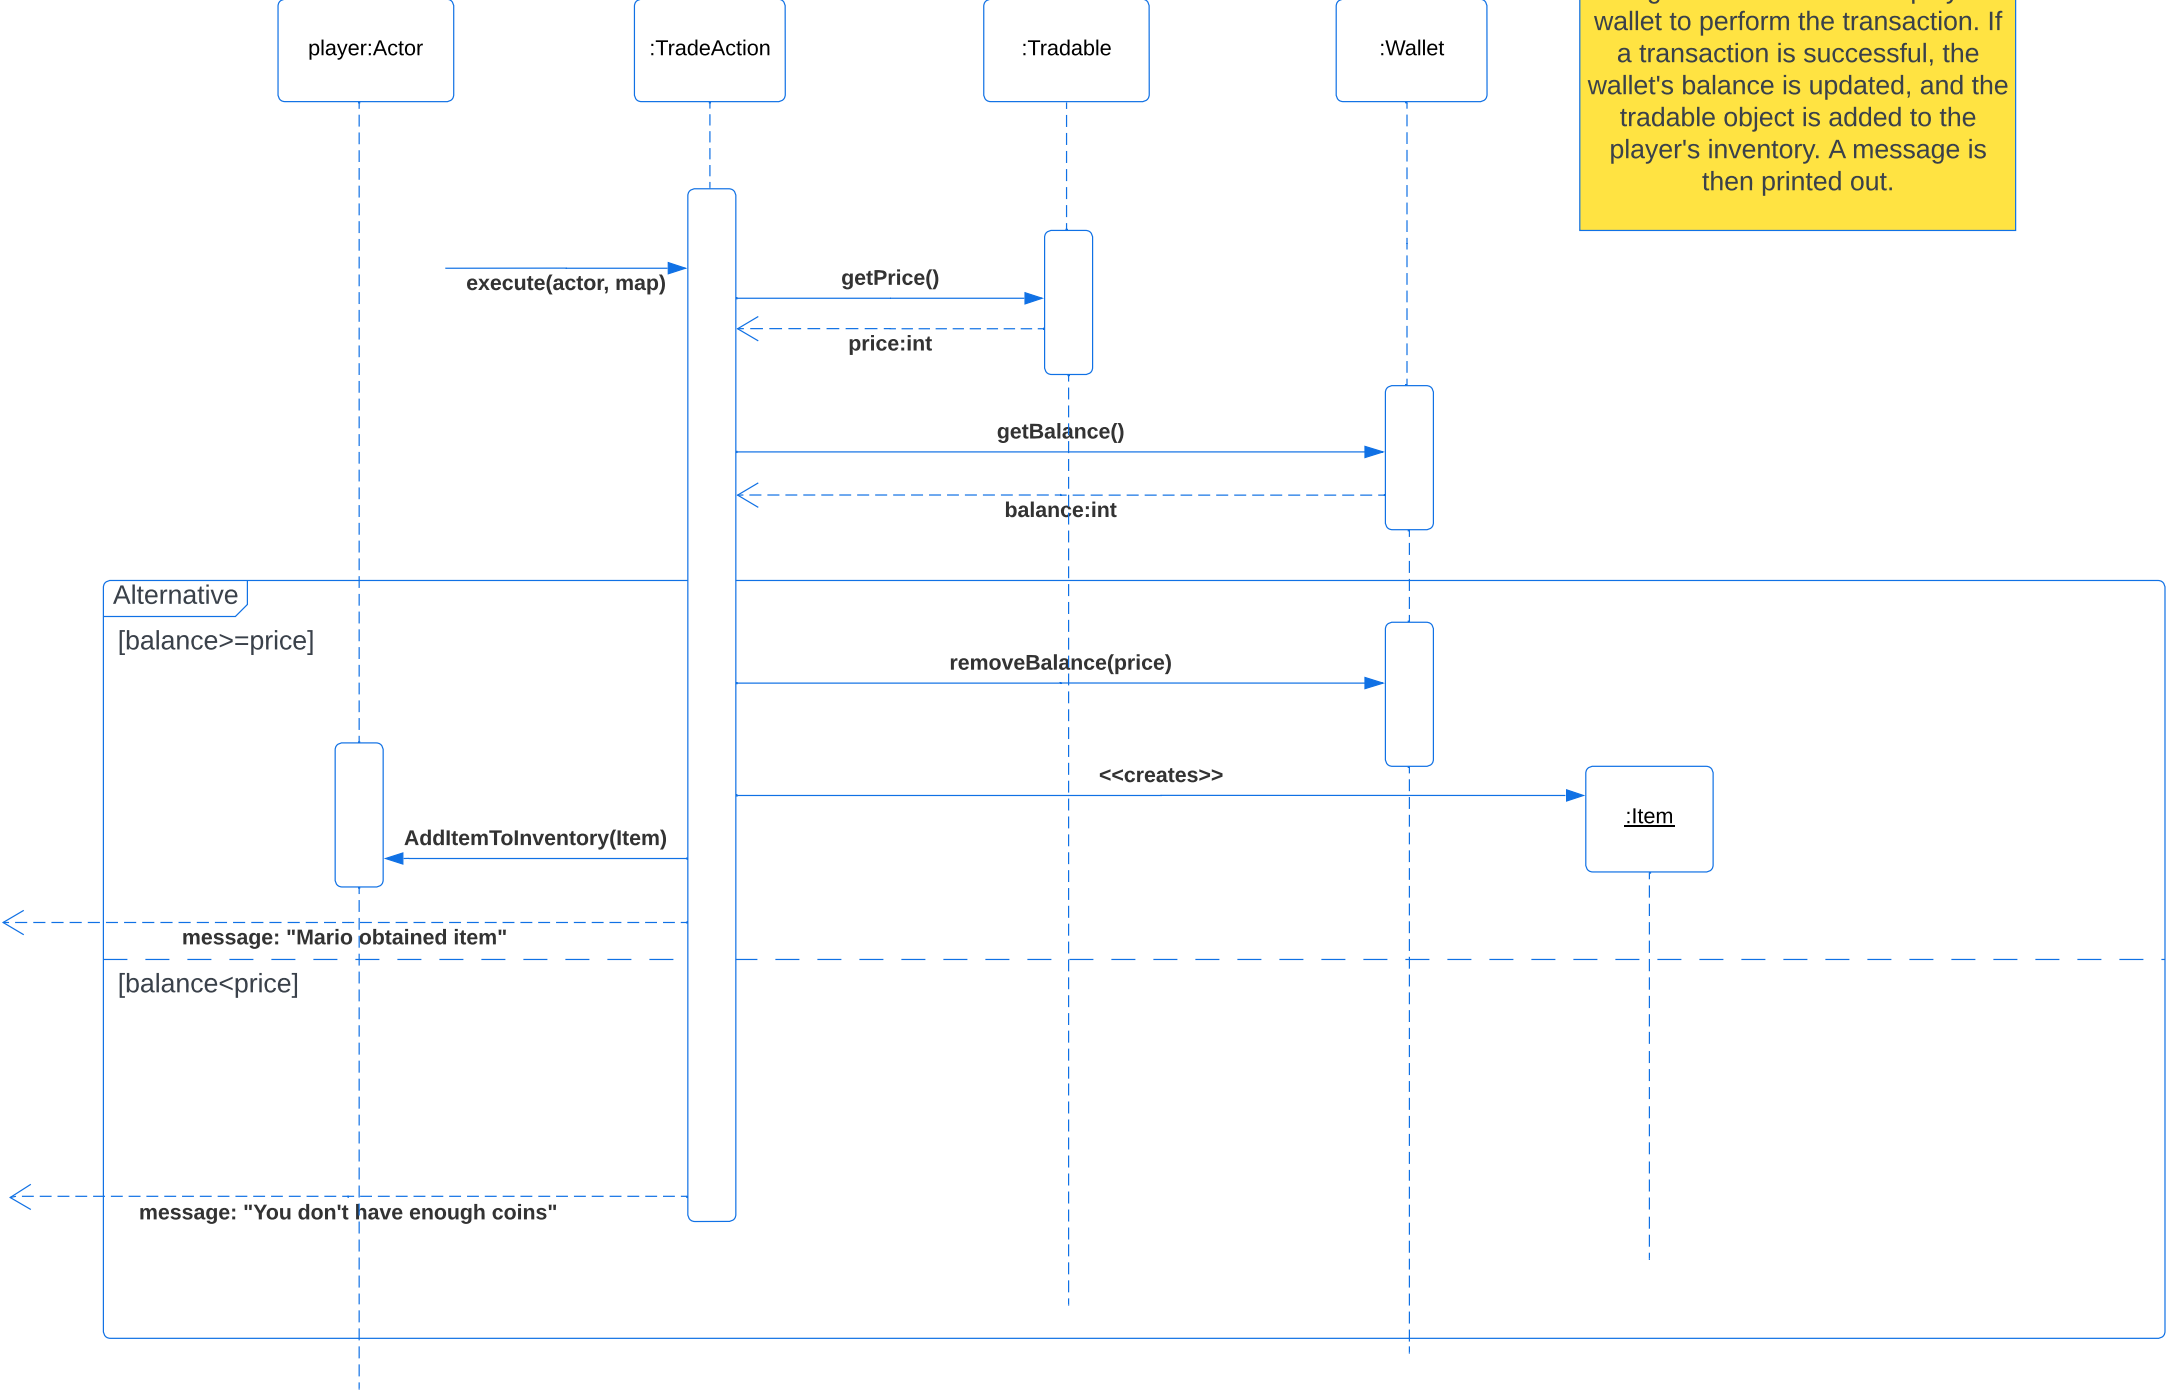 player:Actor
:TradeAction
:Tradable
:Wallet
wallet to perform the transaction. If
a transaction is successful, the
wallet's balance is updated, and the
tradable object is added to the
player's inventory. A message is
then printed out.
execute(actor, map)
getPrice()
price:int
getBalance()
balance:int
Alternative
[balance>=price]
removeBalance(price)
<<creates>>
:Item
AddItemToInventory(Item)
message: "Mario obtained item"
[balance<price]
message: "You don't have enough coins"